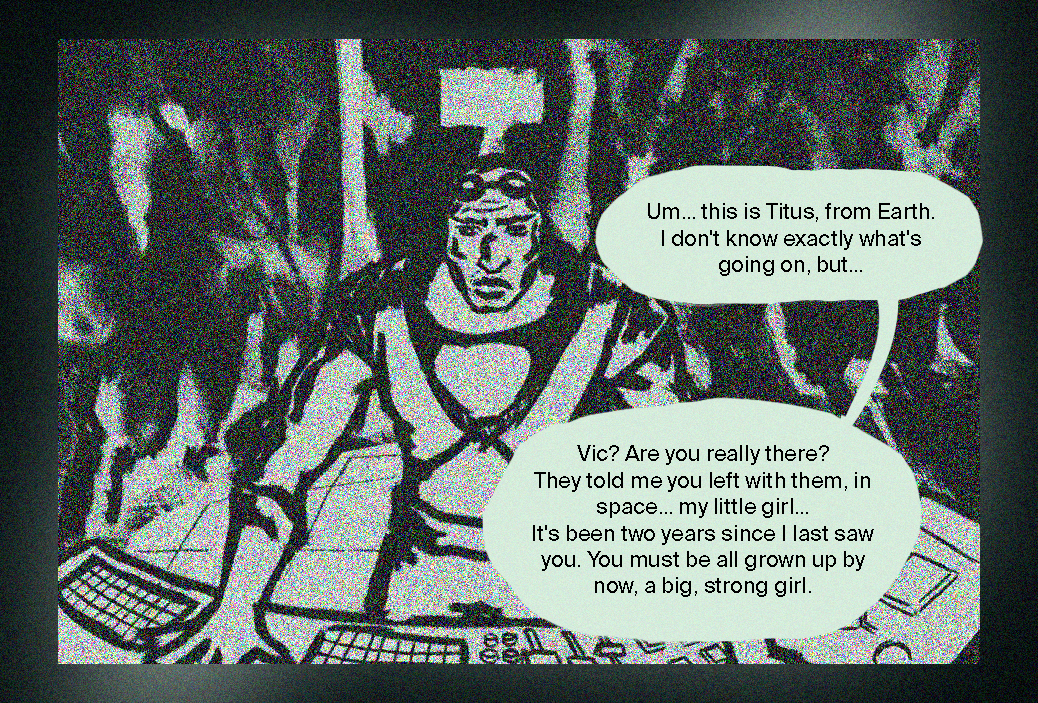 Um... this is Titus, from Earth.
I don't know exactly what's
going on, but...
Vic? Are you really there?
They told me you left with them, in
space... my little girl...
It's been two years since I last saw
you. You must be all grown up by
now, a big, strong girl.